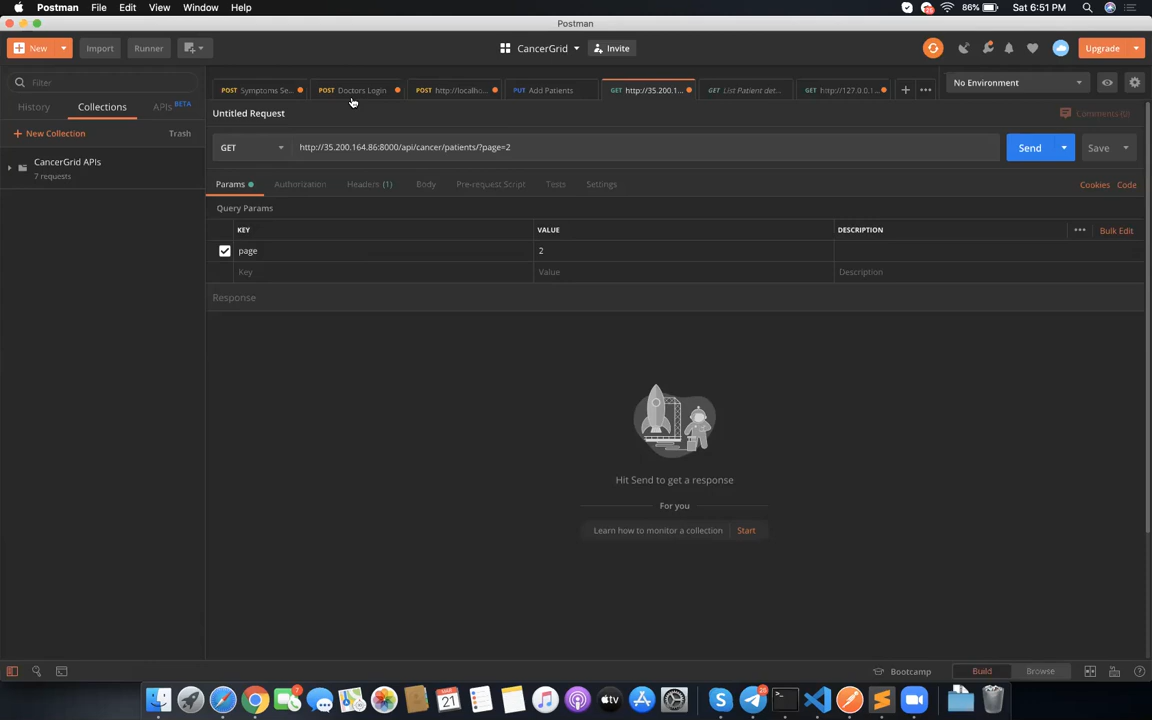 Postman File Edit View Window Help 86% Sat 6:51 PM
Postman
New Import Runner CancerGrid Invite Upgrade
Filter
POST Symptoms Se... POST Doctors Login POST http://localho... PUT Add Patients GET http://35.200.1... GET List Patient det... GET http://127.0.0.1... No Environment
History Collections APIs BETA
Untitled Request Comments (0)
New Collection Trash
GET http://35.200.164.86:8000/api/cancer/patients/?page=2 Send Save
CancerGrid APIs
7 requests
Params Authorization Headers (1) Body Pre-request Script Tests Settings Cookies Code
Query Params
KEY VALUE DESCRIPTION Bulk Edit
page 2
Key Value Description
Response
Hit Send to get a response
For you
Learn how to monitor a collection Start
Bootcamp Build Browse